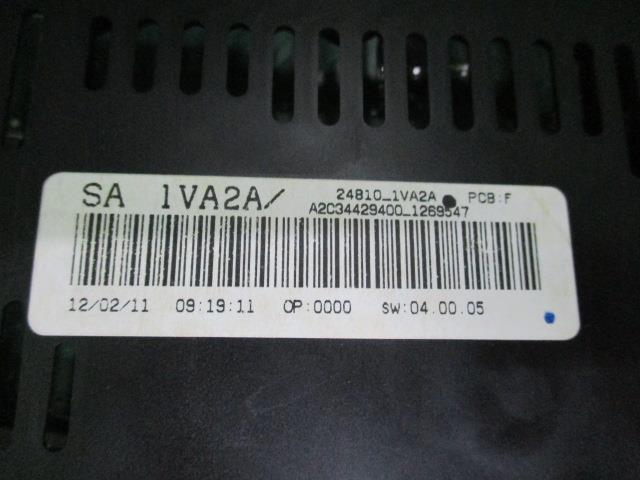 SA 1VA2A/ 24810_1VA2A PCB:F
A2C34429400_1269547
12/02/11 09:19:11 OP:0000 SW:04.00.05